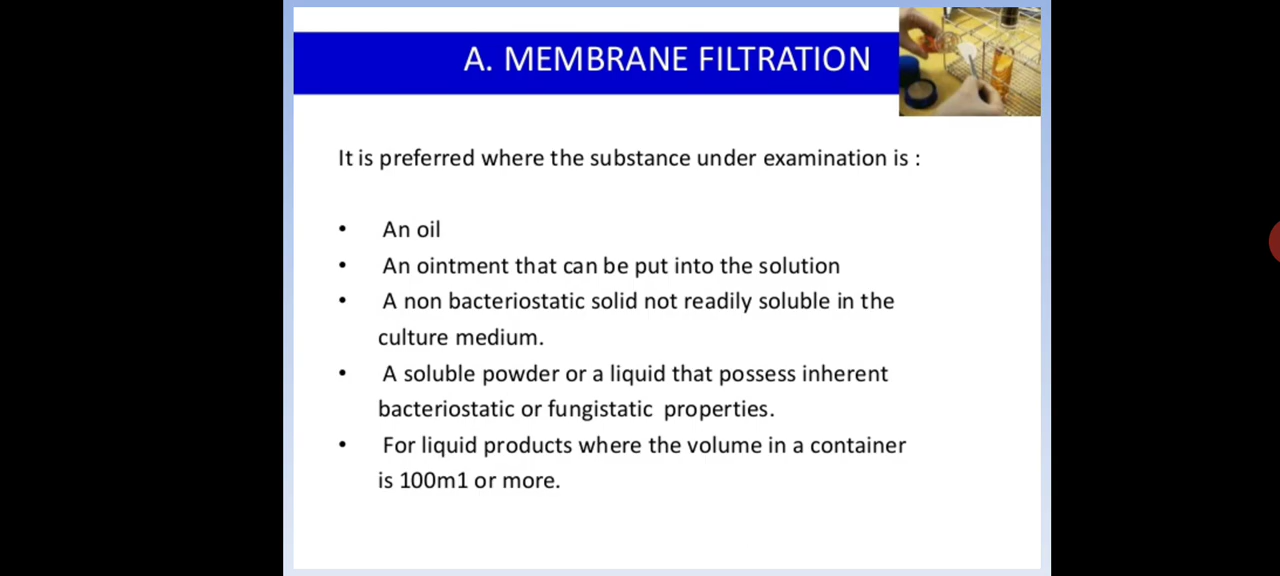 A. MEMBRANE FILTRATION
It is preferred where the substance under examination is :
• An oil
• An ointment that can be put into the solution
• A non bacteriostatic solid not readily soluble in the
culture medium.
• A soluble powder or a liquid that possess inherent
bacteriostatic or fungistatic properties.
• For liquid products where the volume in a container
is 100m1 or more.